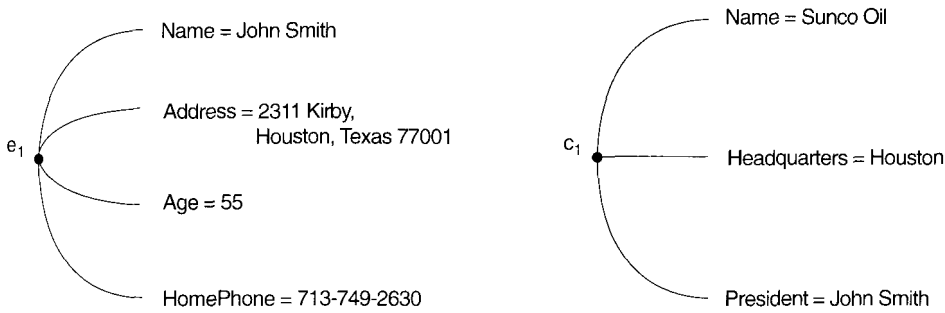 e1
Name = John Smith
Address = 2311 Kirby,
Houston, Texas 77001
Age = 55
HomePhone = 713-749-2630
c1
Name = Sunco Oil
Headquarters = Houston
President = John Smith